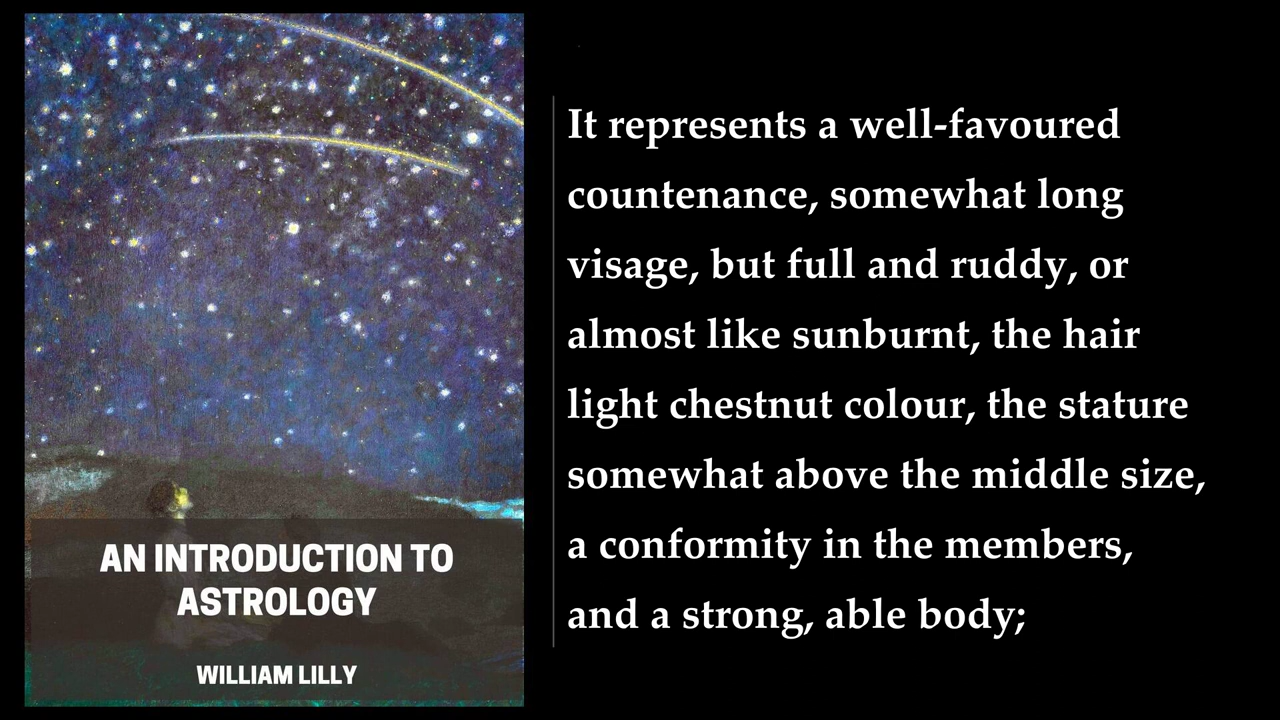 It represents a well-favoured
countenance, somewhat long
visage, but full and ruddy, or
almost like sunburnt, the hair
light chestnut colour, the stature
somewhat above the middle size,
a conformity in the members,
and a strong, able body;
AN INTRODUCTION TO
ASTROLOGY
WILLIAM LILLY